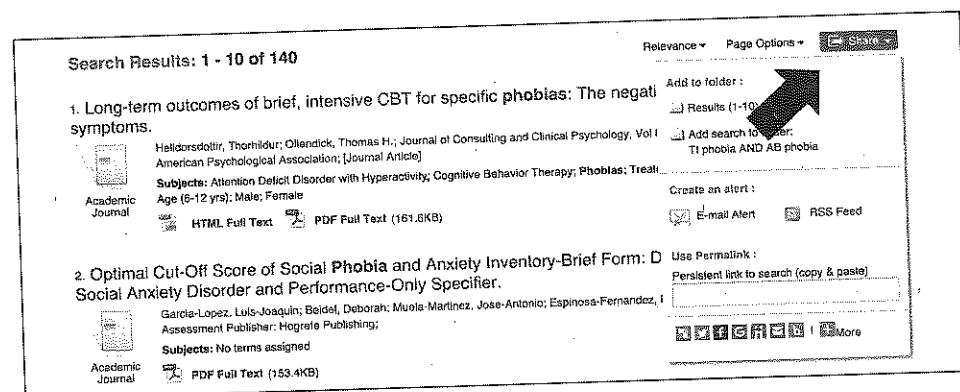 Search Results: 1 - 10 of 140
Relevance Page Options Share
1. Long-term outcomes of brief, intensive CBT for specific phobias: The negati
symptoms.
Helldorsdottir, Thorhildur; Ollendick, Thomas H.; Journal of Consulting and Clinical Psychology, Vol
American Psychological Association; [Journal Article]
Subjects: Attention Deficit Disorder with Hyperactivity; Cognitive Behavior Therapy; Phobias; Treat
Age (6-12 yrs); Male; Female
Academic
Journal
HTML Full Text PDF Full Text (161.6KB)
2. Optimal Cut-Off Score of Social Phobia and Anxiety Inventory-Brief Form: D
Social Anxiety Disorder and Performance-Only Specifier.
Garcia-Lopez, Luis-Joaquin; Beidel, Deborah; Muela-Martinez, Jose-Antonio; Espinosa-Fernandez,
Assessment Publisher: Hogrefe Publishing;
Subjects: No terms assigned
Academic
Journal
PDF Full Text (153.4KB)
Add to folder :
Results (1-10)
Add search to
TI phobia AND AB phobia
Create an alert :
E-mail Alert RSS Feed
Use Permalink :
Persistent link to search (copy & paste)
More